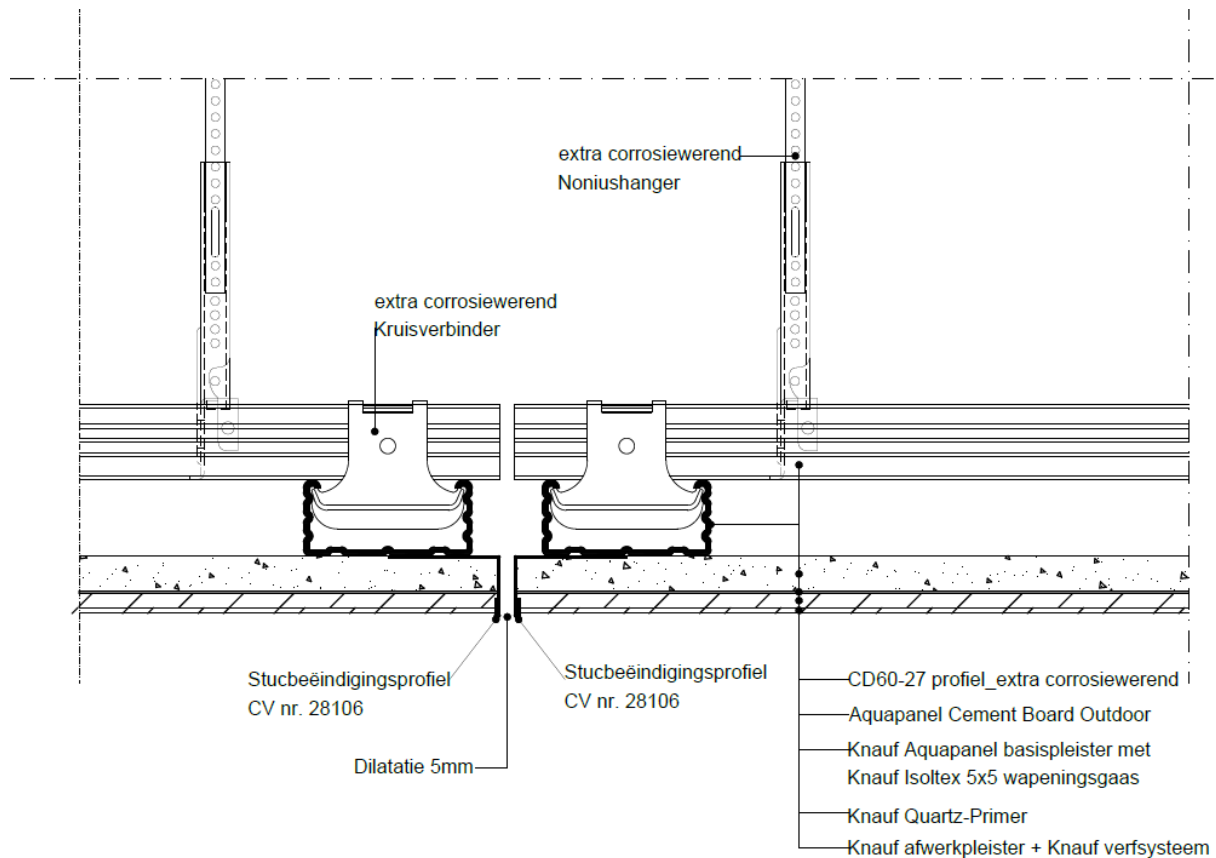 extra corrosiewerend
Noniushanger
extra corrosiewerend
Kruisverbinder
Stucbeëindigingsprofiel
CV nr. 28106
Stucbeëindigingsprofiel
CV nr. 28106
Dilatatie 5mm
CD60-27 profiel_extra corrosiewerend
Aquapanel Cement Board Outdoor
Knauf Aquapanel basispleister met
Knauf Isoltex 5x5 wapeningsgaas
Knauf Quartz-Primer
Knauf afwerkpleister + Knauf verfsysteem